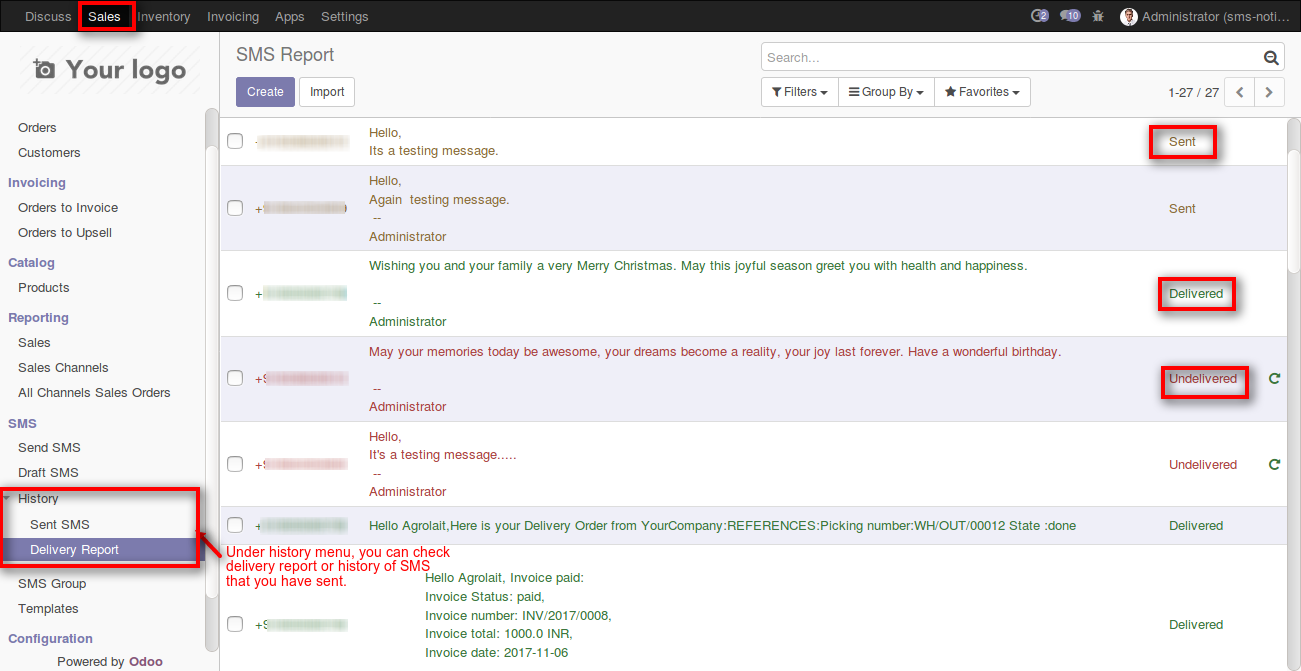 Discuss Sales Inventory Invoicing Apps Settings 2 10 Administrator (sms-noti...
Your logo
SMS Report
Search...
Create Import
Filters Group By Favorites 1-27 / 27
Orders
Customers
Invoicing
Orders to Invoice
Orders to Upsell
Catalog
Products
Reporting
Sales
Sales Channels
All Channels Sales Orders
SMS
Send SMS
Draft SMS
History
Sent SMS
Delivery Report
SMS Group
Templates
Configuration
Powered by Odoo
Hello,
Its a testing message.
Sent
Hello,
Again  testing message.
--
Administrator
Sent
Wishing you and your family a very Merry Christmas. May this joyful season greet you with health and happiness.
--
Administrator
Delivered
May your memories today be awesome, your dreams become a reality, your joy last forever. Have a wonderful birthday.
--
Administrator
Undelivered
Hello,
It's a testing message.....
--
Administrator
Undelivered
Hello Agrolait,Here is your Delivery Order from YourCompany:REFERENCES:Picking number:WH/OUT/00012 State :done
Delivered
Under history menu, you can check
delivery report or history of SMS
that you have sent.
Hello Agrolait, Invoice paid:
Invoice Status: paid,
Invoice number: INV/2017/0008,
Invoice total: 1000.0 INR,
Invoice date: 2017-11-06
Delivered